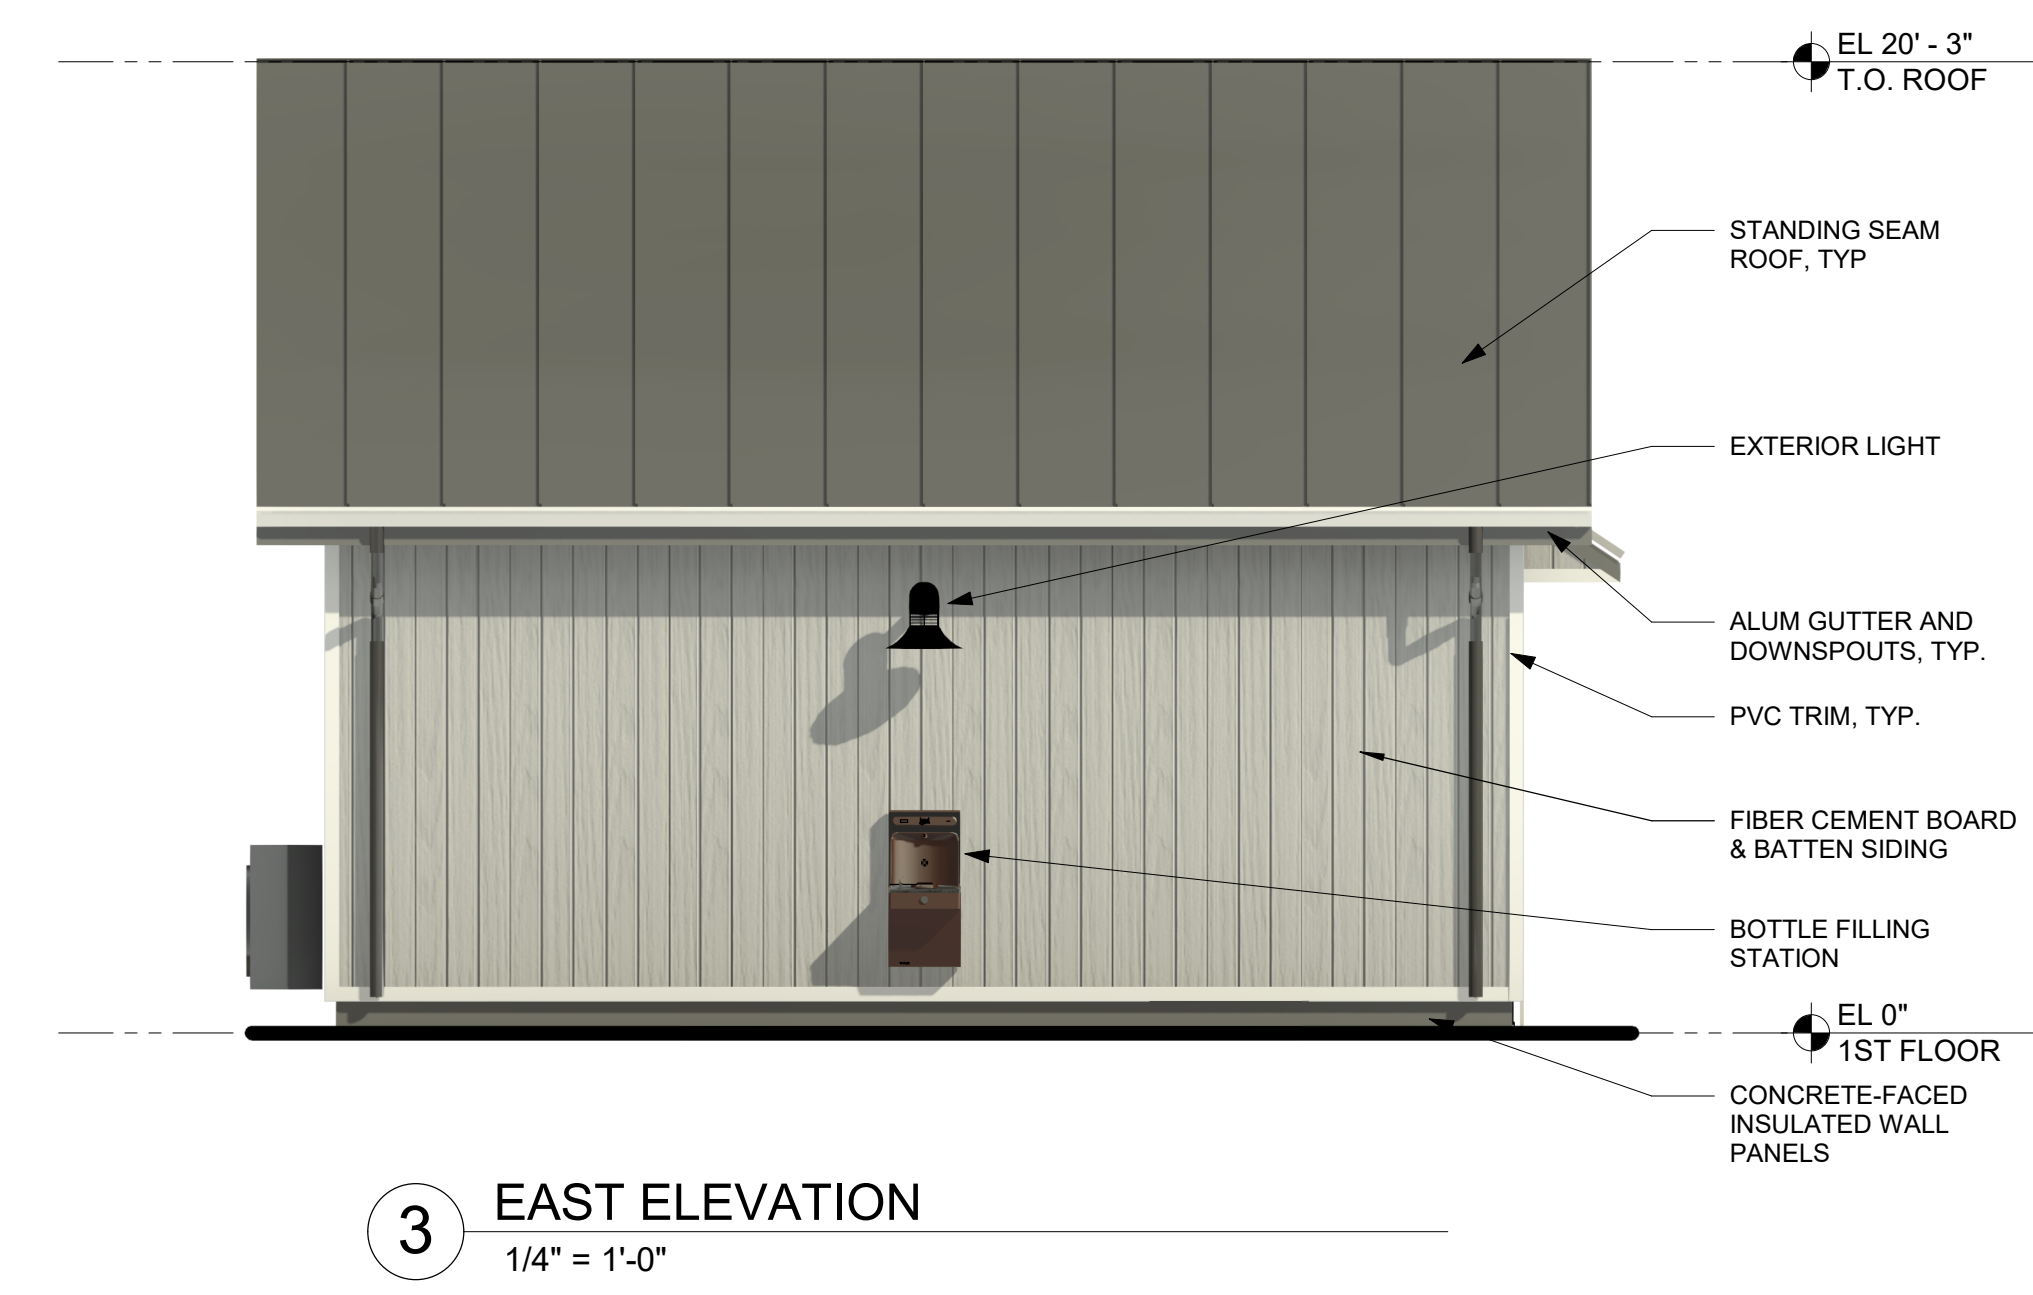 EL 20' - 3"
T.O. ROOF
STANDING SEAM
ROOF, TYP
EXTERIOR LIGHT
ALUM GUTTER AND
DOWNSPOUTS, TYP.
PVC TRIM, TYP.
FIBER CEMENT BOARD
& BATTEN SIDING
BOTTLE FILLING
STATION
EL 0"
1ST FLOOR
CONCRETE-FACED
INSULATED WALL
PANELS
3
EAST ELEVATION
1/4" = 1'-0"